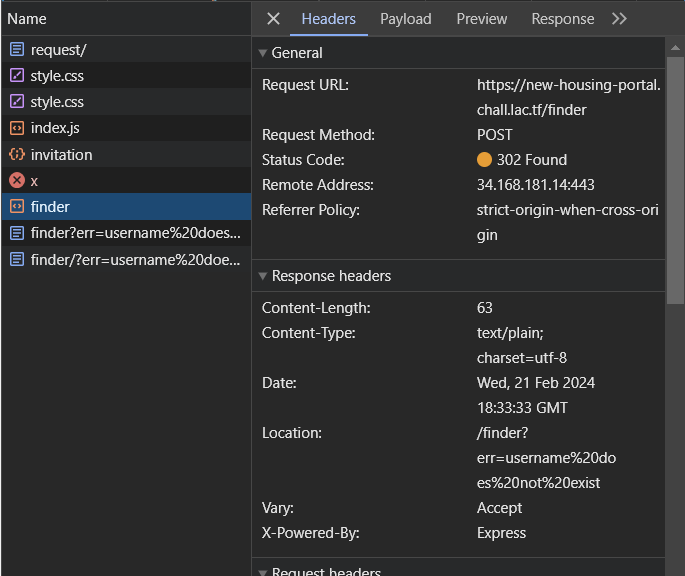 Name
Headers Payload Preview Response
request/
style.css
style.css
index.js
invitation
x
finder
finder?err=username%20does...
finder/?err=username%20doe...
General
Request URL: https://new-housing-portal.
chall.lac.tf/finder
Request Method: POST
Status Code: 302 Found
Remote Address: 34.168.181.14:443
Referrer Policy: strict-origin-when-cross-ori
gin
Response headers
Content-Length: 63
Content-Type: text/plain;
charset=utf-8
Date: Wed, 21 Feb 2024
18:33:33 GMT
Location: /finder?
err=username%20do
es%20not%20exist
Vary: Accept
X-Powered-By: Express
Request headers